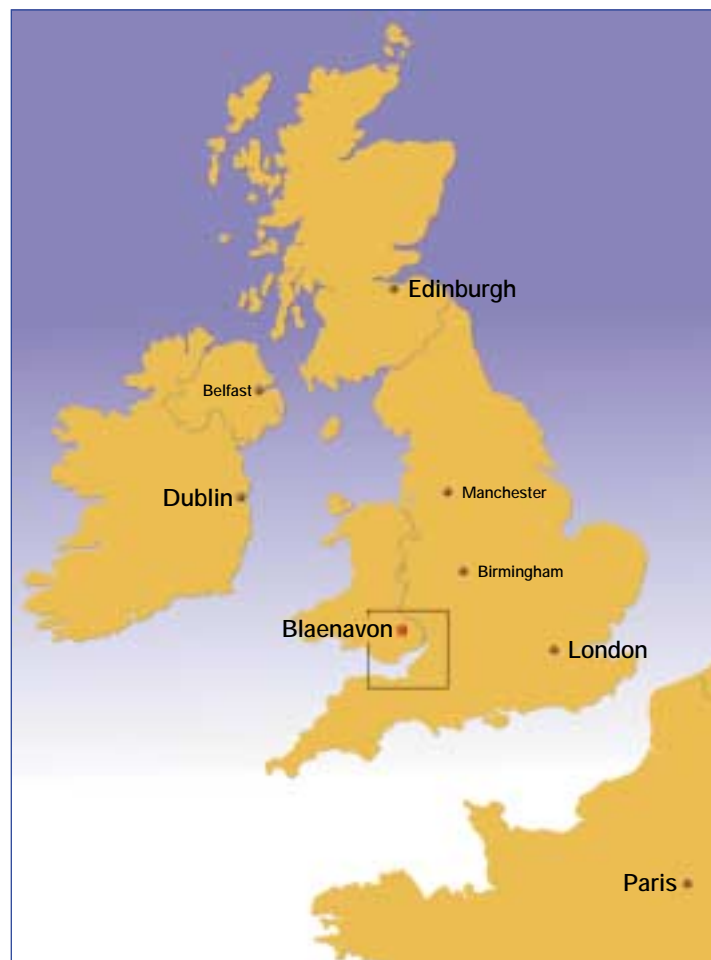 Edinburgh
Belfast
Dublin
Manchester
Birmingham
Blaenavon
London
Paris